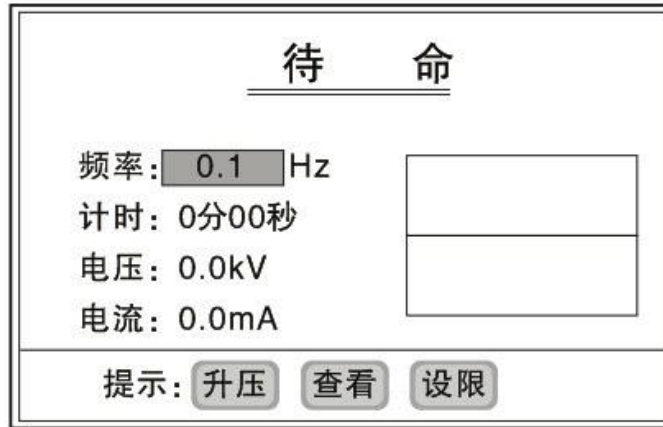 待 命
频率：0.1 Hz
计时：0分00秒
电压：0.0kV
电流：0.0mA
提示：升压 查看 设限